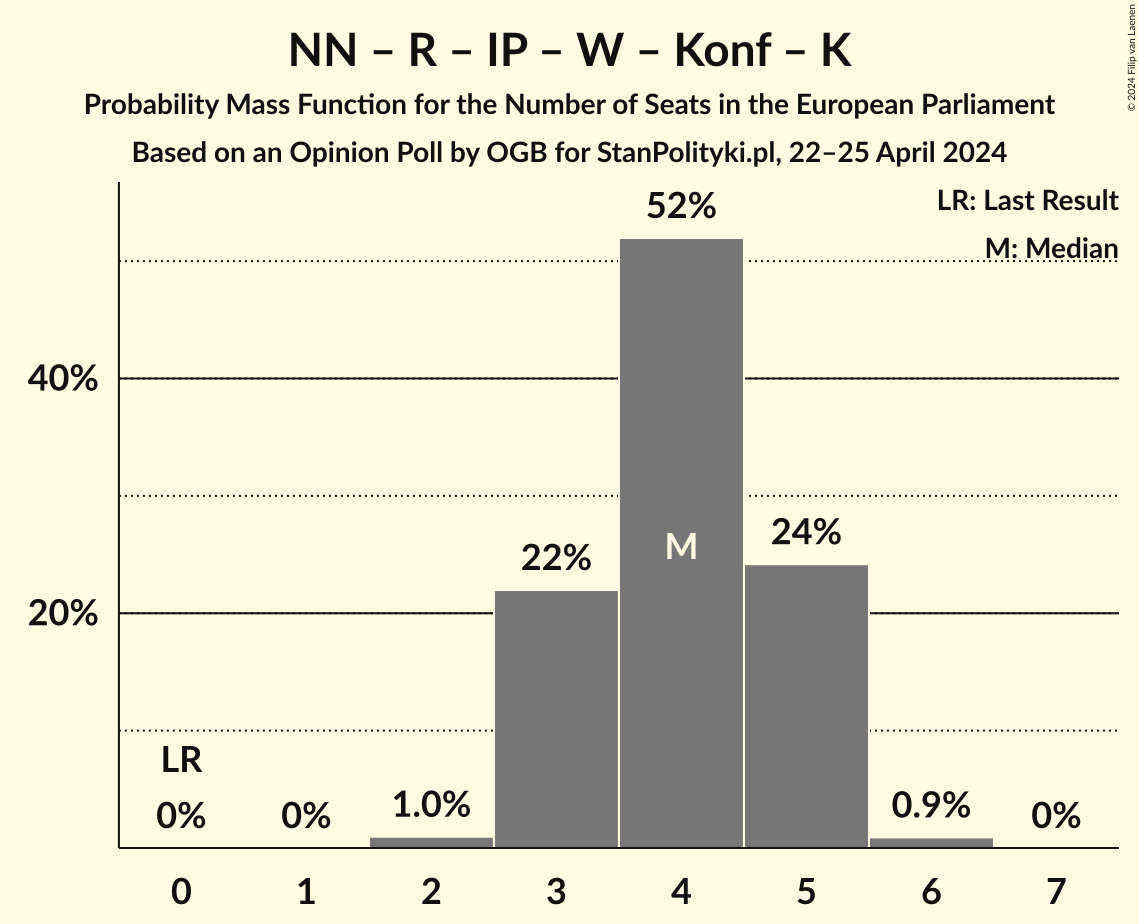 NN – R – IP – W – Konf – K
Probability Mass Function for the Number of Seats in the European Parliament
Based on an Opinion Poll by OGB for StanPolityki.pl, 22–25 April 2024
© 2024 Filip van Laenen
LR: Last Result
M: Median
52%
40%
24%
22%
M
20%
LR
0% 0% 1.0% 0.9% 0%
0 1 2 3 4 5 6 7